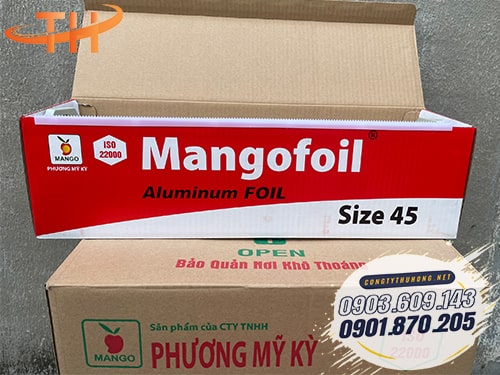 TH
MANGO
PHƯƠNG MỸ KỲ
ISO
22000
Mangofoil®
Aluminum FOIL
Size 45
OPEN
Bảo Quản Nơi Khô Thoáng
CONGTYTHUHONG.NET
0903.609.143
0901.870.205
Sản phẩm của CTY TNHH
MANGO
PHƯƠNG MỸ KỲ
ISO
22000